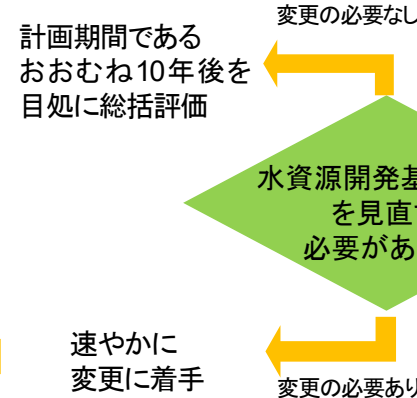 変更の必要なし
計画期間である
おおむね10年後を
目処に総括評価
水資源開発基
を見直
必要があ
速やかに
変更に着手
変更の必要あり